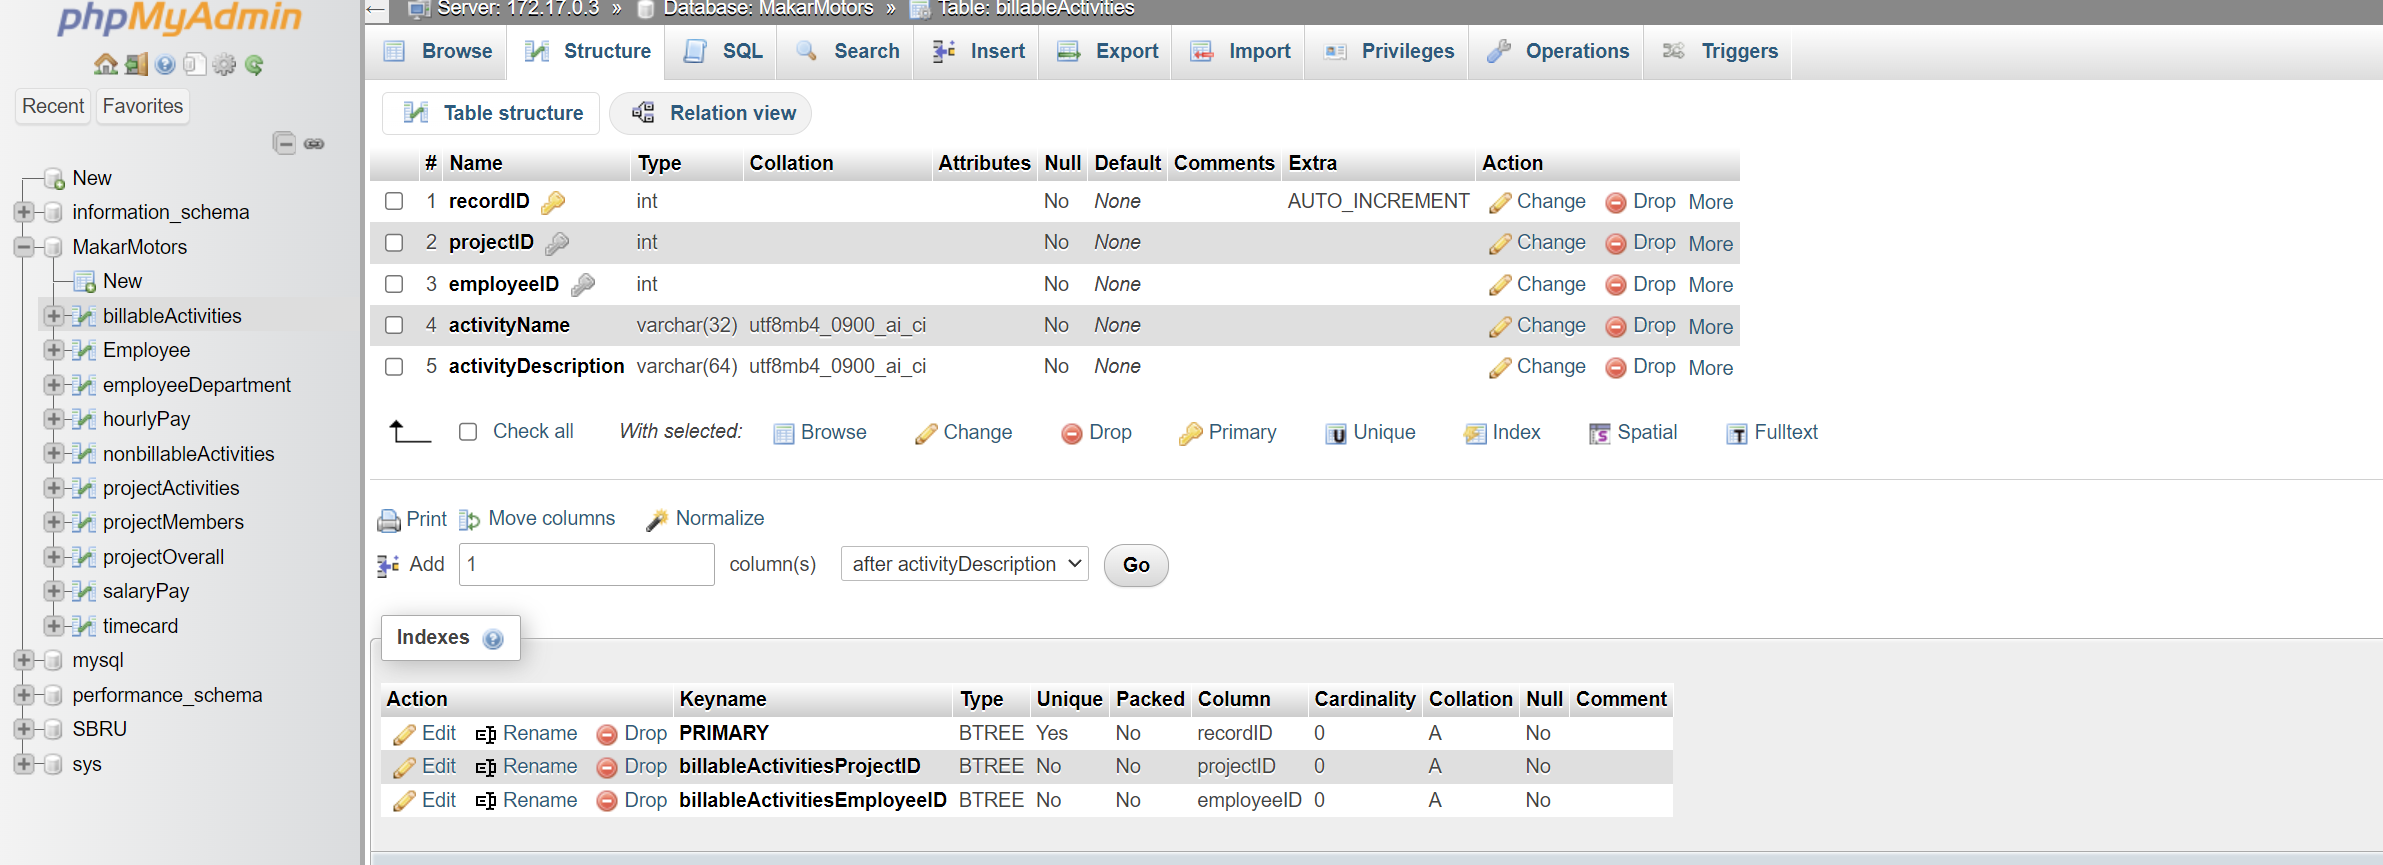 phpMyAdmin
Recent Favorites
New
information_schema
MakarMotors
New
billableActivities
Employee
employeeDepartment
hourlyPay
nonbillableActivities
projectActivities
projectMembers
projectOverall
salaryPay
timecard
mysql
performance_schema
SBRU
sys
Server: 172.17.0.3 » Database: MakarMotors » Table: billableActivities
Browse Structure SQL Search Insert Export Import Privileges Operations Triggers
Table structure Relation view
# Name Type Collation Attributes Null Default Comments Extra Action
1 recordID int No None AUTO_INCREMENT Change Drop More
2 projectID int No None Change Drop More
3 employeeID int No None Change Drop More
4 activityName varchar(32) utf8mb4_0900_ai_ci No None Change Drop More
5 activityDescription varchar(64) utf8mb4_0900_ai_ci No None Change Drop More
Check all With selected: Browse Change Drop Primary Unique Index Spatial Fulltext
Print Move columns Normalize
Add 1 column(s) after activityDescription Go
Indexes
Action Keyname Type Unique Packed Column Cardinality Collation Null Comment
Edit Rename Drop PRIMARY BTREE Yes No recordID 0 A No
Edit Rename Drop billableActivitiesProjectID BTREE No No projectID 0 A No
Edit Rename Drop billableActivitiesEmployeeID BTREE No No employeeID 0 A No